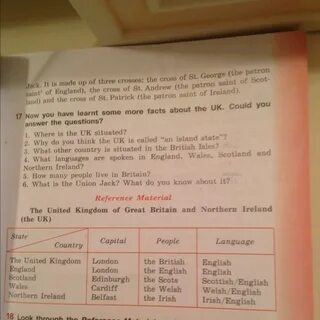 Jack. It is made up of three crosses: the cross of St. George (the patron
saint of England), the cross of St. Andrew (the patron saint of Scot-
land) and the cross of St. Patrick (the patron saint of Ireland).
17 Now you have learnt some more facts about the UK. Could you
answer the questions?
1. Where is the UK situated?
2. Why do you think the UK is called "an island state"?
3. What other country is situated in the British Isles?
4. What languages are spoken in England, Wales, Scotland and
Northern Ireland?
5. How many people live in Britain?
6. What is the Union Jack? What do you know about it?
Reference Material
The United Kingdom of Great Britain and Northern Ireland
(the UK)
State Country Capital People Language
The United Kingdom London the British English
England London the English English
Scotland Edinburgh the Scots Scottish/English
Wales Cardiff the Welsh Welsh/English
Northern Ireland Belfast the Irish Irish/English
18 Look through the Reference